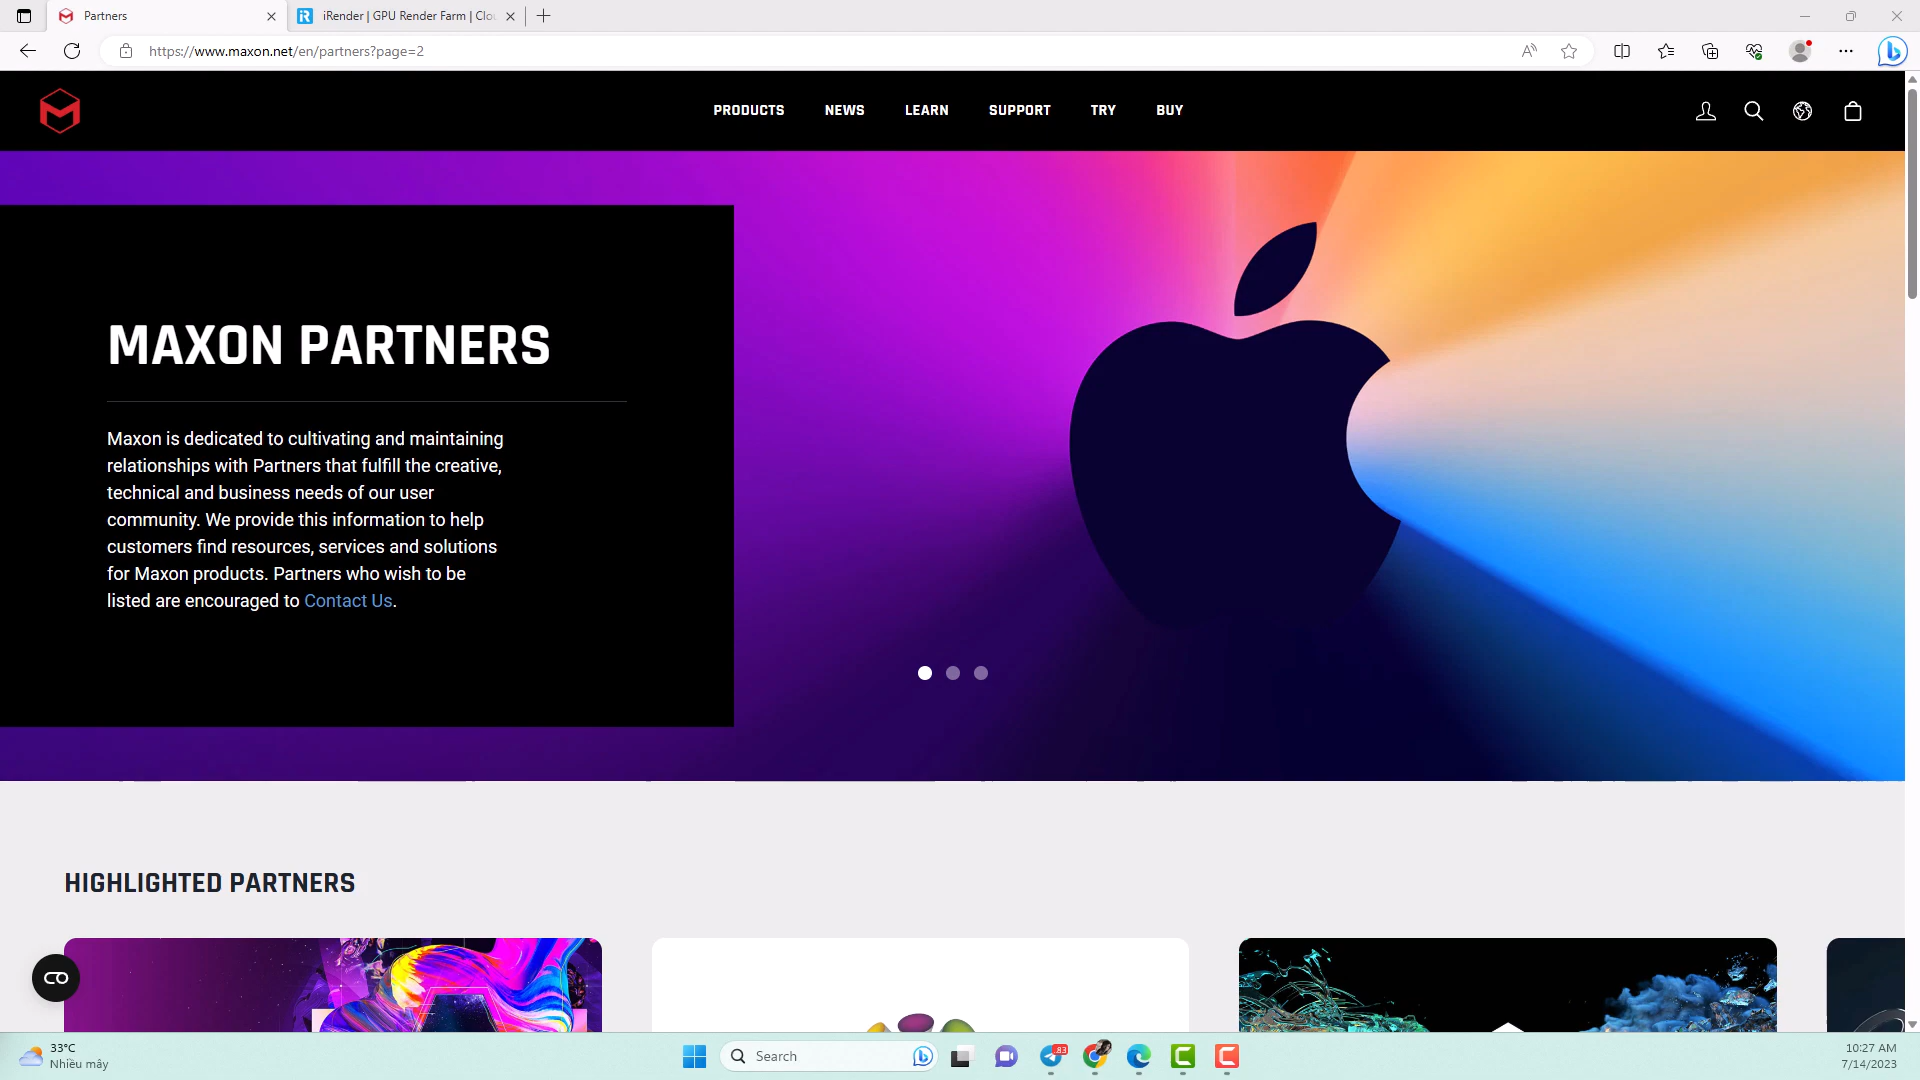 Partners
iRender | GPU Render Farm | Clo
https://www.maxon.net/en/partners?page=2
PRODUCTS
NEWS
LEARN
SUPPORT
TRY
BUY
MAXON PARTNERS
Maxon is dedicated to cultivating and maintaining
relationships with Partners that fulfill the creative,
technical and business needs of our user
community. We provide this information to help
customers find resources, services and solutions
for Maxon products. Partners who wish to be
listed are encouraged to Contact Us.
HIGHLIGHTED PARTNERS
33°C
Nhiều mây
Search
83
10:27 AM
7/14/2023